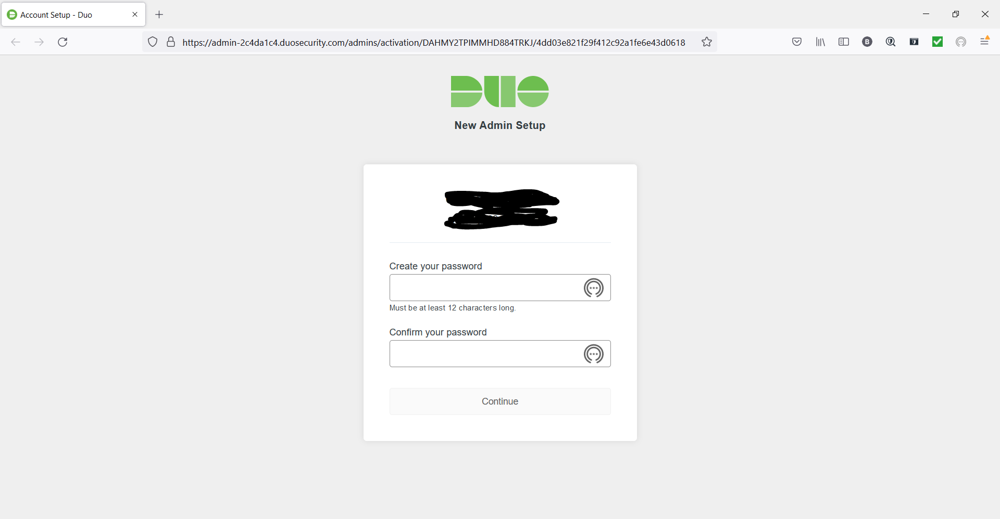 Account Setup - Duo
https://admin-2c4da1c4.duosecurity.com/admins/activation/DAHMY2TPIMMHD884TRKJ/4dd03e821f29f412c92a1fe6e43d0618
B
DUO
New Admin Setup
Create your password
Must be at least 12 characters long.
Confirm your password
Continue